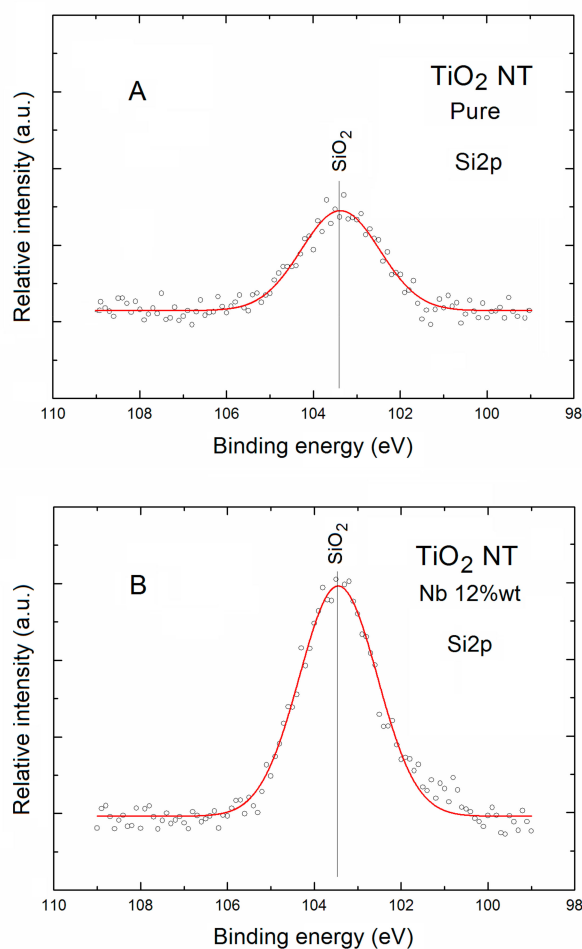 A
TiO₂ NT
Pure
Si2p
SiO₂
Relative intensity (a.u.)
110 108 106 104 102 100 98
Binding energy (eV)
B
TiO₂ NT
Nb 12%wt
Si2p
SiO₂
Relative intensity (a.u.)
110 108 106 104 102 100 98
Binding energy (eV)